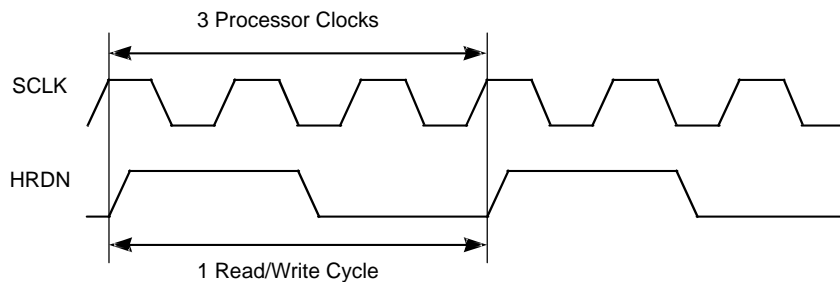 3 Processor Clocks
SCLK
HRDN
1 Read/Write Cycle